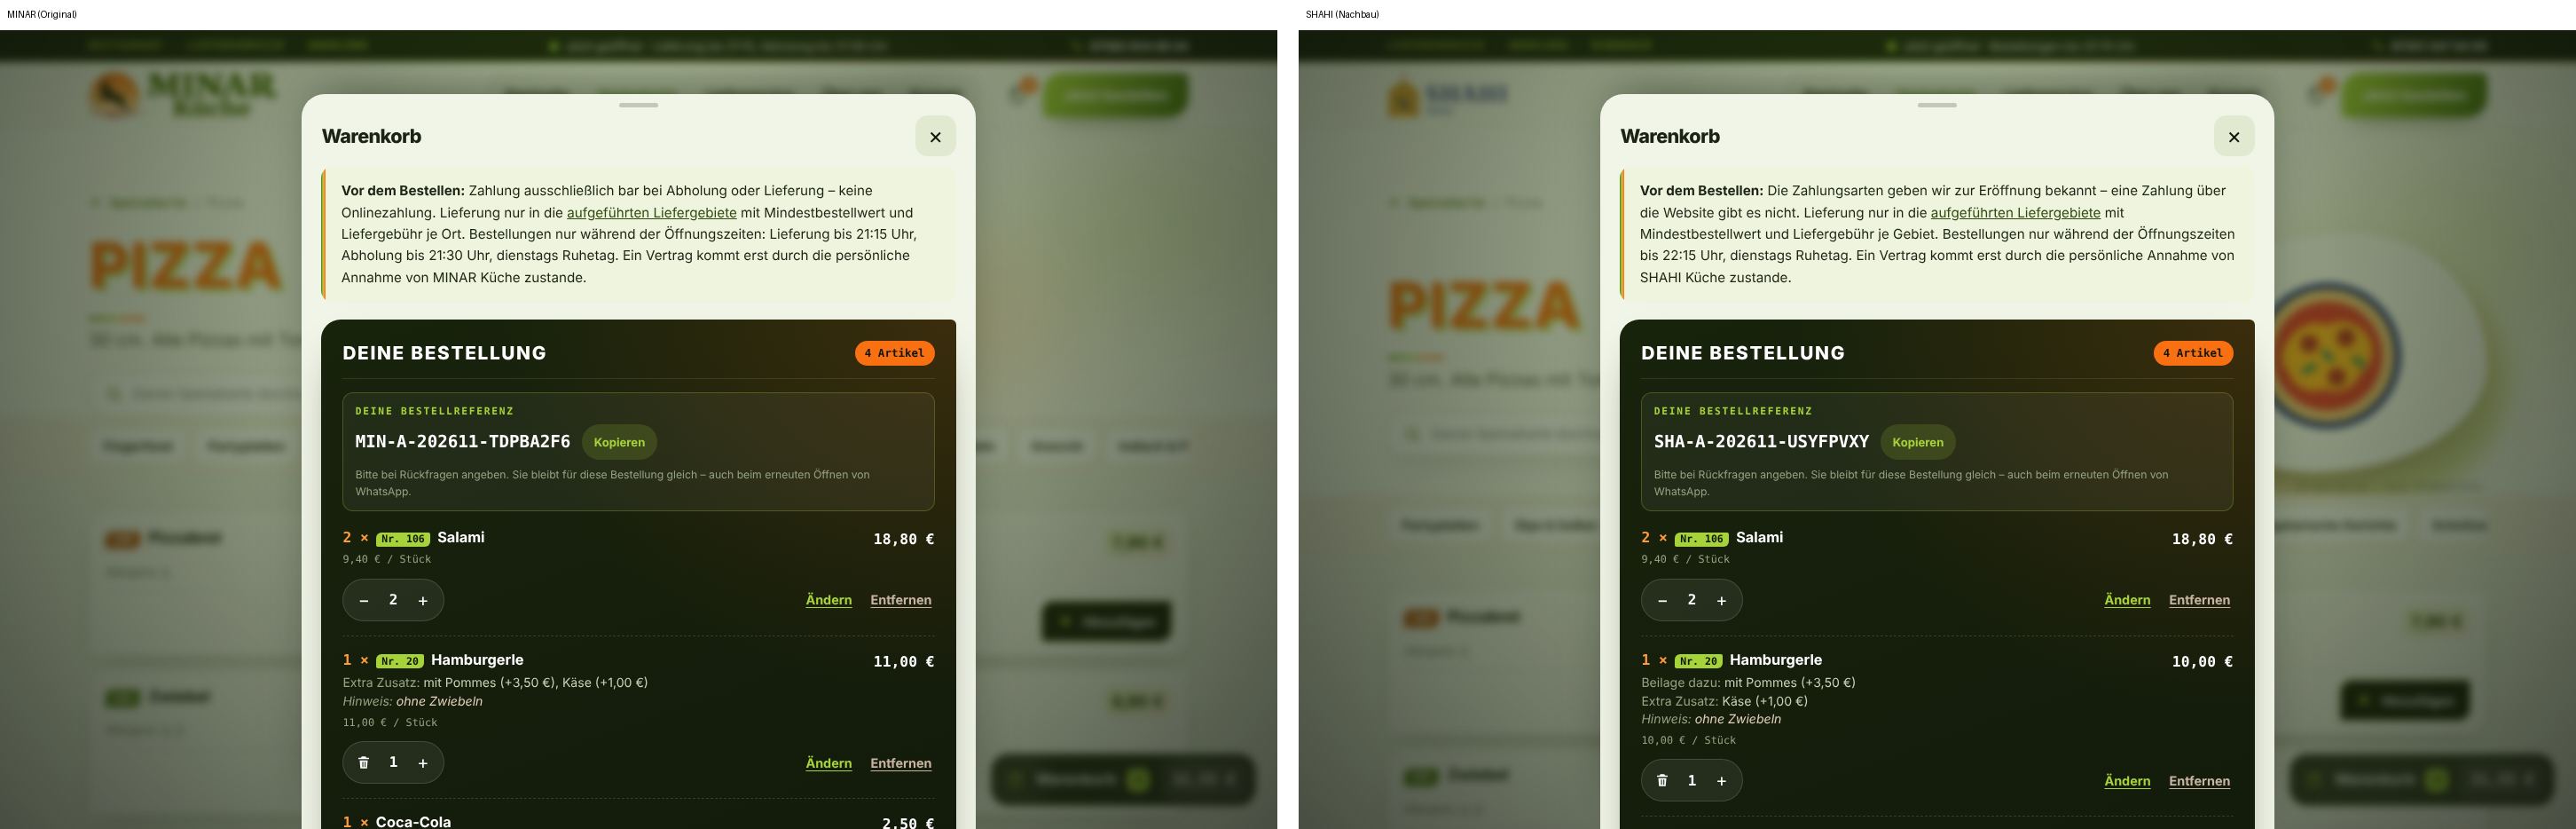 MINAR (Original)
MINAR
Küche
Warenkorb
×
Vor dem Bestellen: Zahlung ausschließlich bar bei Abholung oder Lieferung – keine
Onlinezahlung. Lieferung nur in die aufgeführten Liefergebiete mit Mindestbestellwert und
Liefergebühr je Ort. Bestellungen nur während der Öffnungszeiten: Lieferung bis 21:15 Uhr,
Abholung bis 21:30 Uhr, dienstags Ruhetag. Ein Vertrag kommt erst durch die persönliche
Annahme von MINAR Küche zustande.
PIZZA
DEINE BESTELLUNG
4 Artikel
DEINE BESTELLREFERENZ
MIN-A-202611-TDPBA2F6 Kopieren
Bitte bei Rückfragen angeben. Sie bleibt für diese Bestellung gleich – auch beim erneuten Öffnen von
WhatsApp.
2 × Nr. 106 Salami 18,80 €
9,40 € / Stück
− 2 + Ändern Entfernen
1 × Nr. 20 Hamburgerle 11,00 €
Extra Zusatz: mit Pommes (+3,50 €), Käse (+1,00 €)
Hinweis: ohne Zwiebeln
11,00 € / Stück
1 + Ändern Entfernen
1 × Coca-Cola 2,50 €
SHAHI (Nachbau)
SHAHI
Warenkorb
×
Vor dem Bestellen: Die Zahlungsarten geben wir zur Eröffnung bekannt – eine Zahlung über
die Website gibt es nicht. Lieferung nur in die aufgeführten Liefergebiete mit
Mindestbestellwert und Liefergebühr je Gebiet. Bestellungen nur während der Öffnungszeiten
bis 22:15 Uhr, dienstags Ruhetag. Ein Vertrag kommt erst durch die persönliche Annahme von
SHAHI Küche zustande.
PIZZA
DEINE BESTELLUNG
4 Artikel
DEINE BESTELLREFERENZ
SHA-A-202611-USYFPVXY Kopieren
Bitte bei Rückfragen angeben. Sie bleibt für diese Bestellung gleich – auch beim erneuten Öffnen von
WhatsApp.
2 × Nr. 106 Salami 18,80 €
9,40 € / Stück
− 2 + Ändern Entfernen
1 × Nr. 20 Hamburgerle 10,00 €
Beilage dazu: mit Pommes (+3,50 €)
Extra Zusatz: Käse (+1,00 €)
Hinweis: ohne Zwiebeln
10,00 € / Stück
1 + Ändern Entfernen